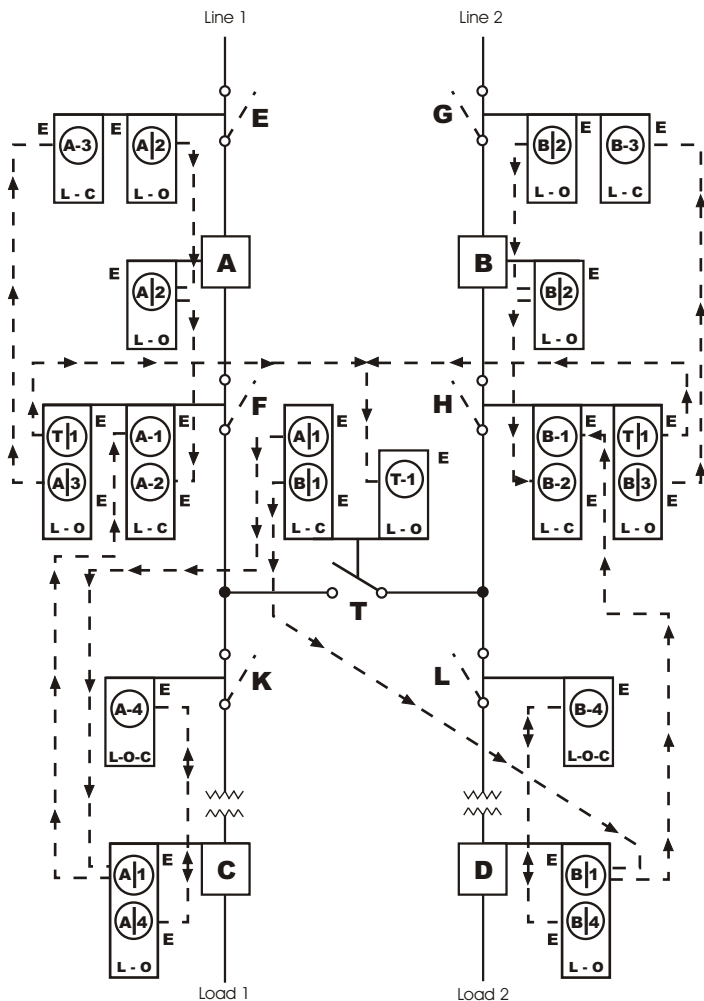 Line 1 Line 2
E G
E A-3 E A|2 B|2 E B-3 E
L - C L - O L - O L - C
A B
E A|2 B|2 E
L - O L - O
F H
T|1 E A-1 E A|1 E B-1 E T|1 E
B|1 E T-1 E
A|3 E A-2 E B-2 E B|3 E
L - O L - C L - C L - O L - C L - O
T
K L
A-4 E B-4 E
L-O-C L-O-C
A|1 E C D E B|1
A|4 E E B|4
L - O L - O
Load 1 Load 2